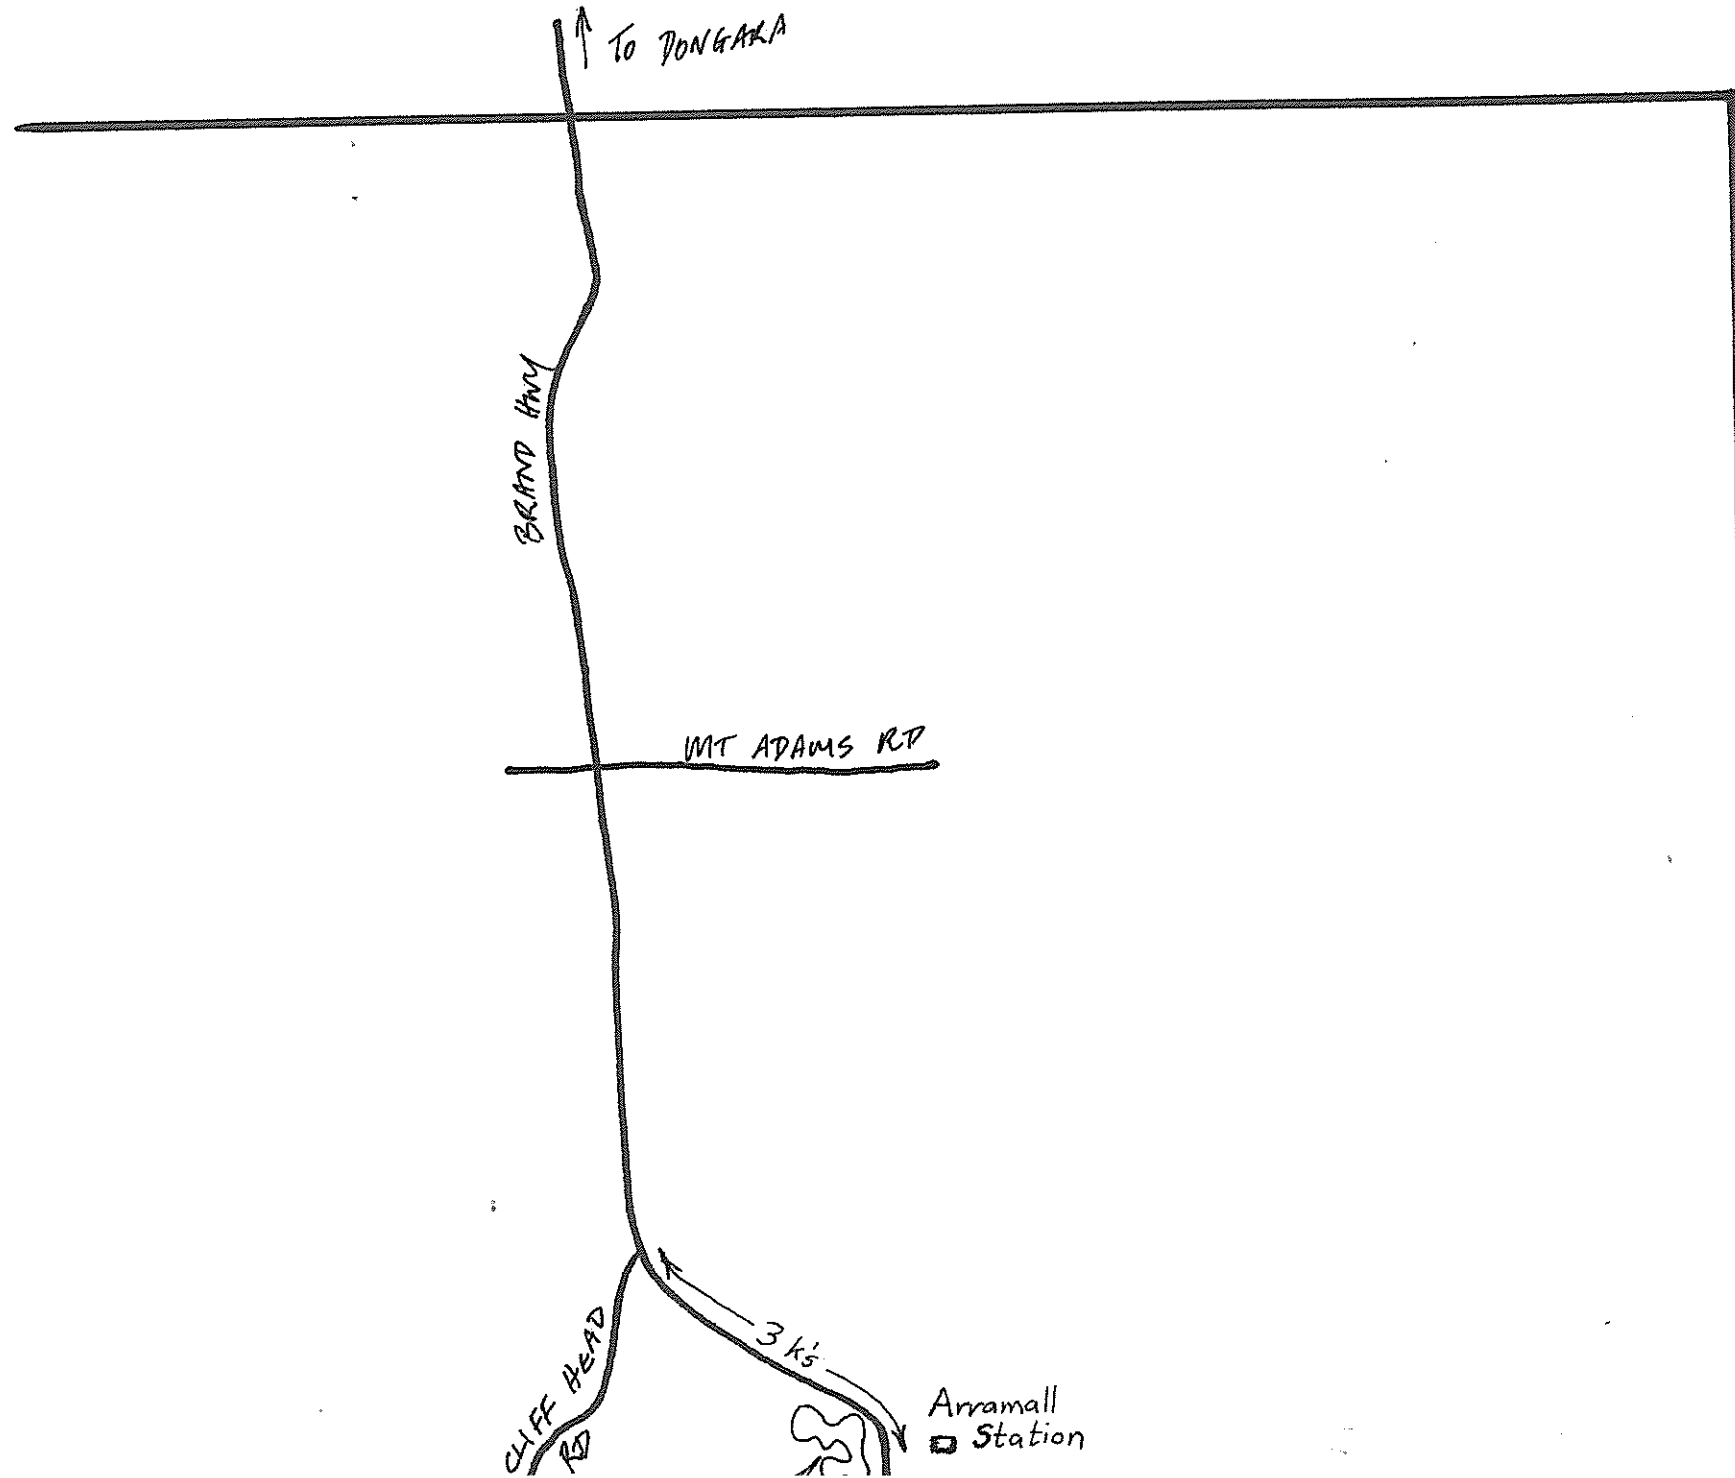 TO DONGARA
BRAND HWY
MT ADAMS RD
3 k's
CLIFF HEAD
RD
Arramall
Station